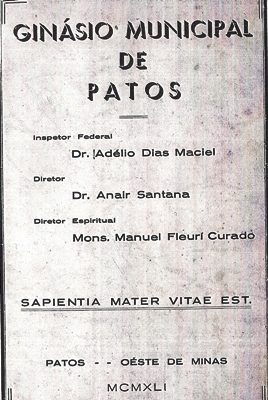 GINÁSIO MUNICIPAL
DE
PATOS
Inspetor Federal
Dr. Adélio Dias Maciel
Diretor
Dr. Anair Santana
Diretor Espiritual
Mons. Manuel Fleurí Curado
SAPIENTIA MATER VITAE EST.
PATOS - - OÉSTE DE MINAS
MCMXLI